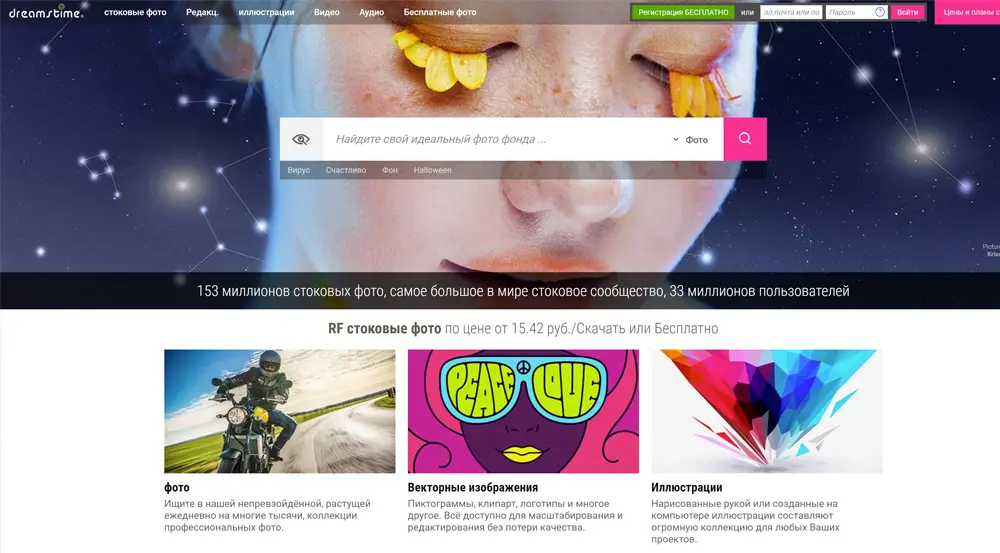 dreamstime
стоковые фото
Редакц.
иллюстрации
Видео
Аудио
Бесплатные фото
Регистрация БЕСПЛАТНО
или
эл,почта или по
Пароль
?
Войти
Цены и планы с
Найдите свой идеальный фото фонда ...
Фото
Вирус
Счастливо
Фон
Halloween
Picture
Krisc
153 миллионов стоковых фото, самое большое в мире стоковое сообщество, 33 миллионов пользователей
RF стоковые фото по цене от 15.42 руб./Скачать или Бесплатно
PEACE LOVE
фото
Ищите в нашей непревзойдённой, растущей
ежедневно на многие тысячи, коллекции
профессиональных фото.
Векторные изображения
Пиктограммы, клипарт, логотипы и многое
другое. Всё доступно для масштабирования и
редактирования без потери качества.
Иллюстрации
Нарисованные рукой или созданные на
компьютере иллюстрации составляют
огромную коллекцию для любых Ваших
проектов.